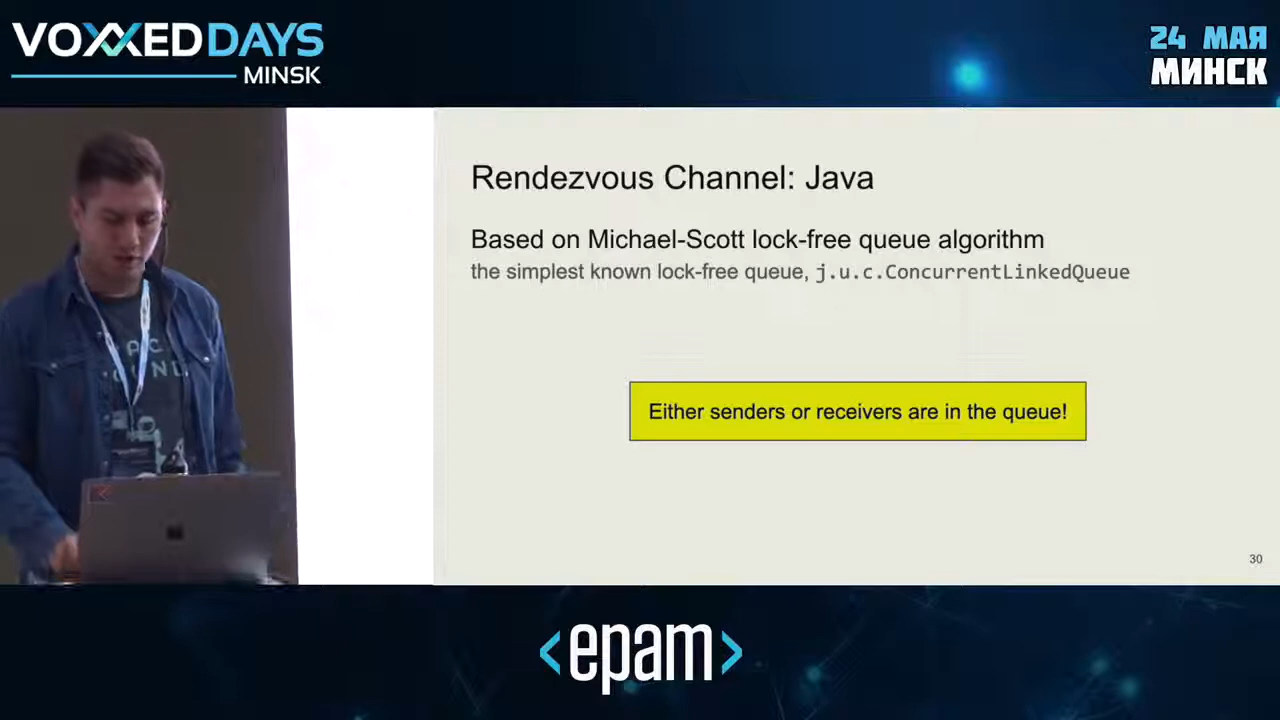 VOXXEDDAYS
MINSK
24 МАЯ
МИНСК
Rendezvous Channel: Java
Based on Michael-Scott lock-free queue algorithm
the simplest known lock-free queue, j.u.c.ConcurrentLinkedQueue
Either senders or receivers are in the queue!
30
<epam>